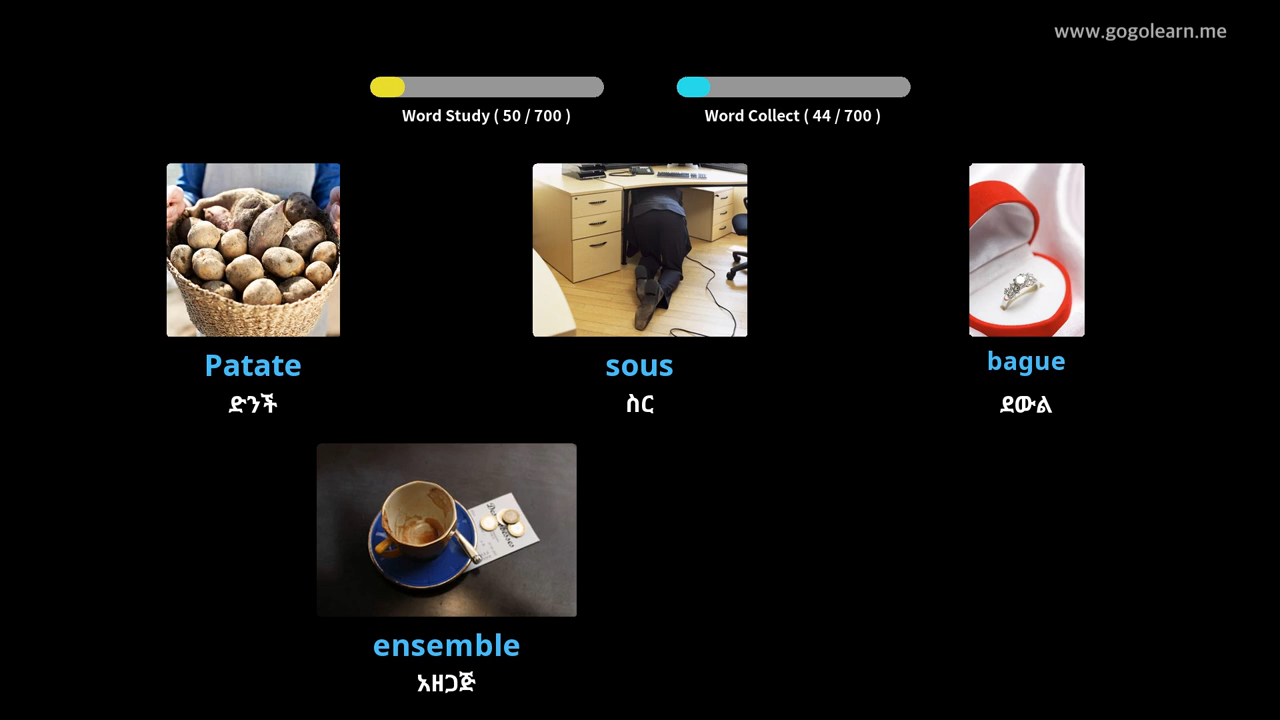 www.gogolearn.me
Word Study ( 50 / 700 )
Word Collect ( 44 / 700 )
Patate
ድንች
sous
ስር
bague
ደውል
ensemble
አዘጋጅ